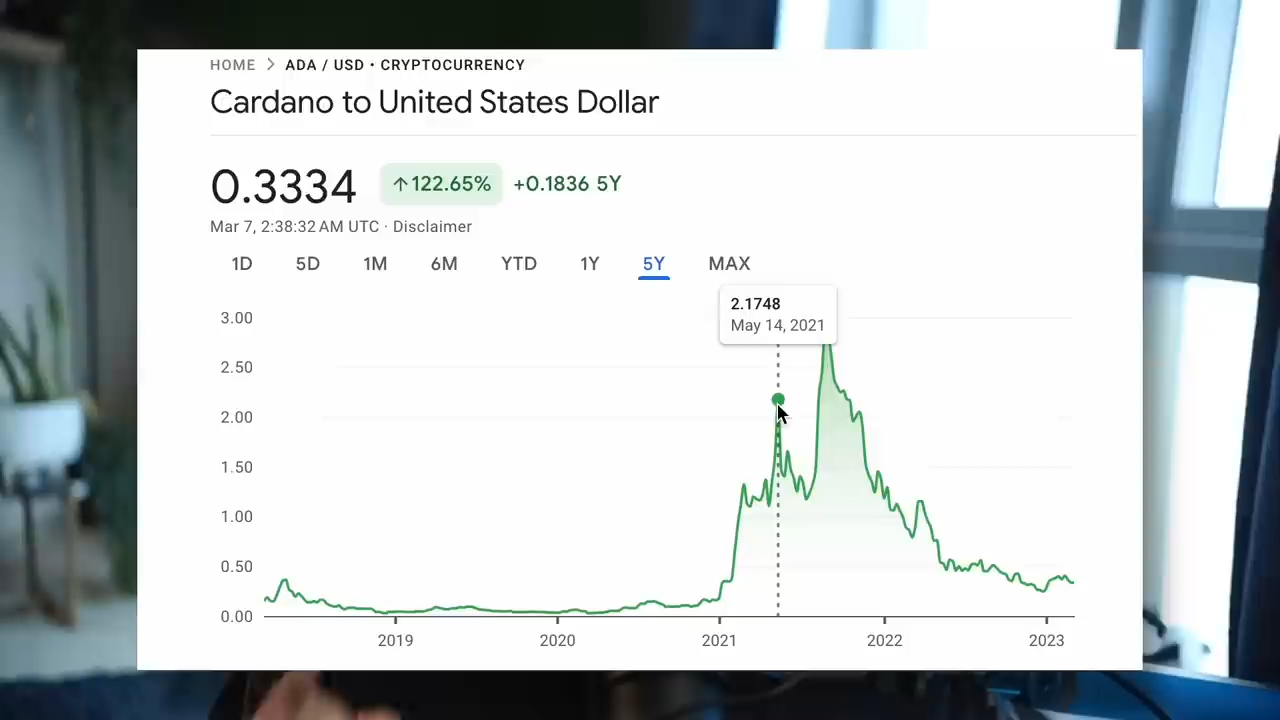 HOME > ADA / USD • CRYPTOCURRENCY
Cardano to United States Dollar
0.3334 ↑122.65% +0.1836 5Y
Mar 7, 2:38:32 AM UTC · Disclaimer
1D 5D 1M 6M YTD 1Y 5Y MAX
2.1748
May 14, 2021
3.00
2.50
2.00
1.50
1.00
0.50
0.00
2019 2020 2021 2022 2023